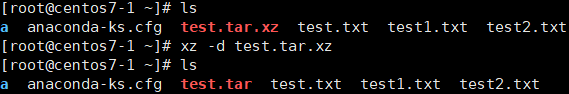 [root@centos7-1 ~]# ls
a  anaconda-ks.cfg  test.tar.xz  test.txt  test1.txt  test2.txt
[root@centos7-1 ~]# xz -d test.tar.xz
[root@centos7-1 ~]# ls
a  anaconda-ks.cfg  test.tar  test.txt  test1.txt  test2.txt